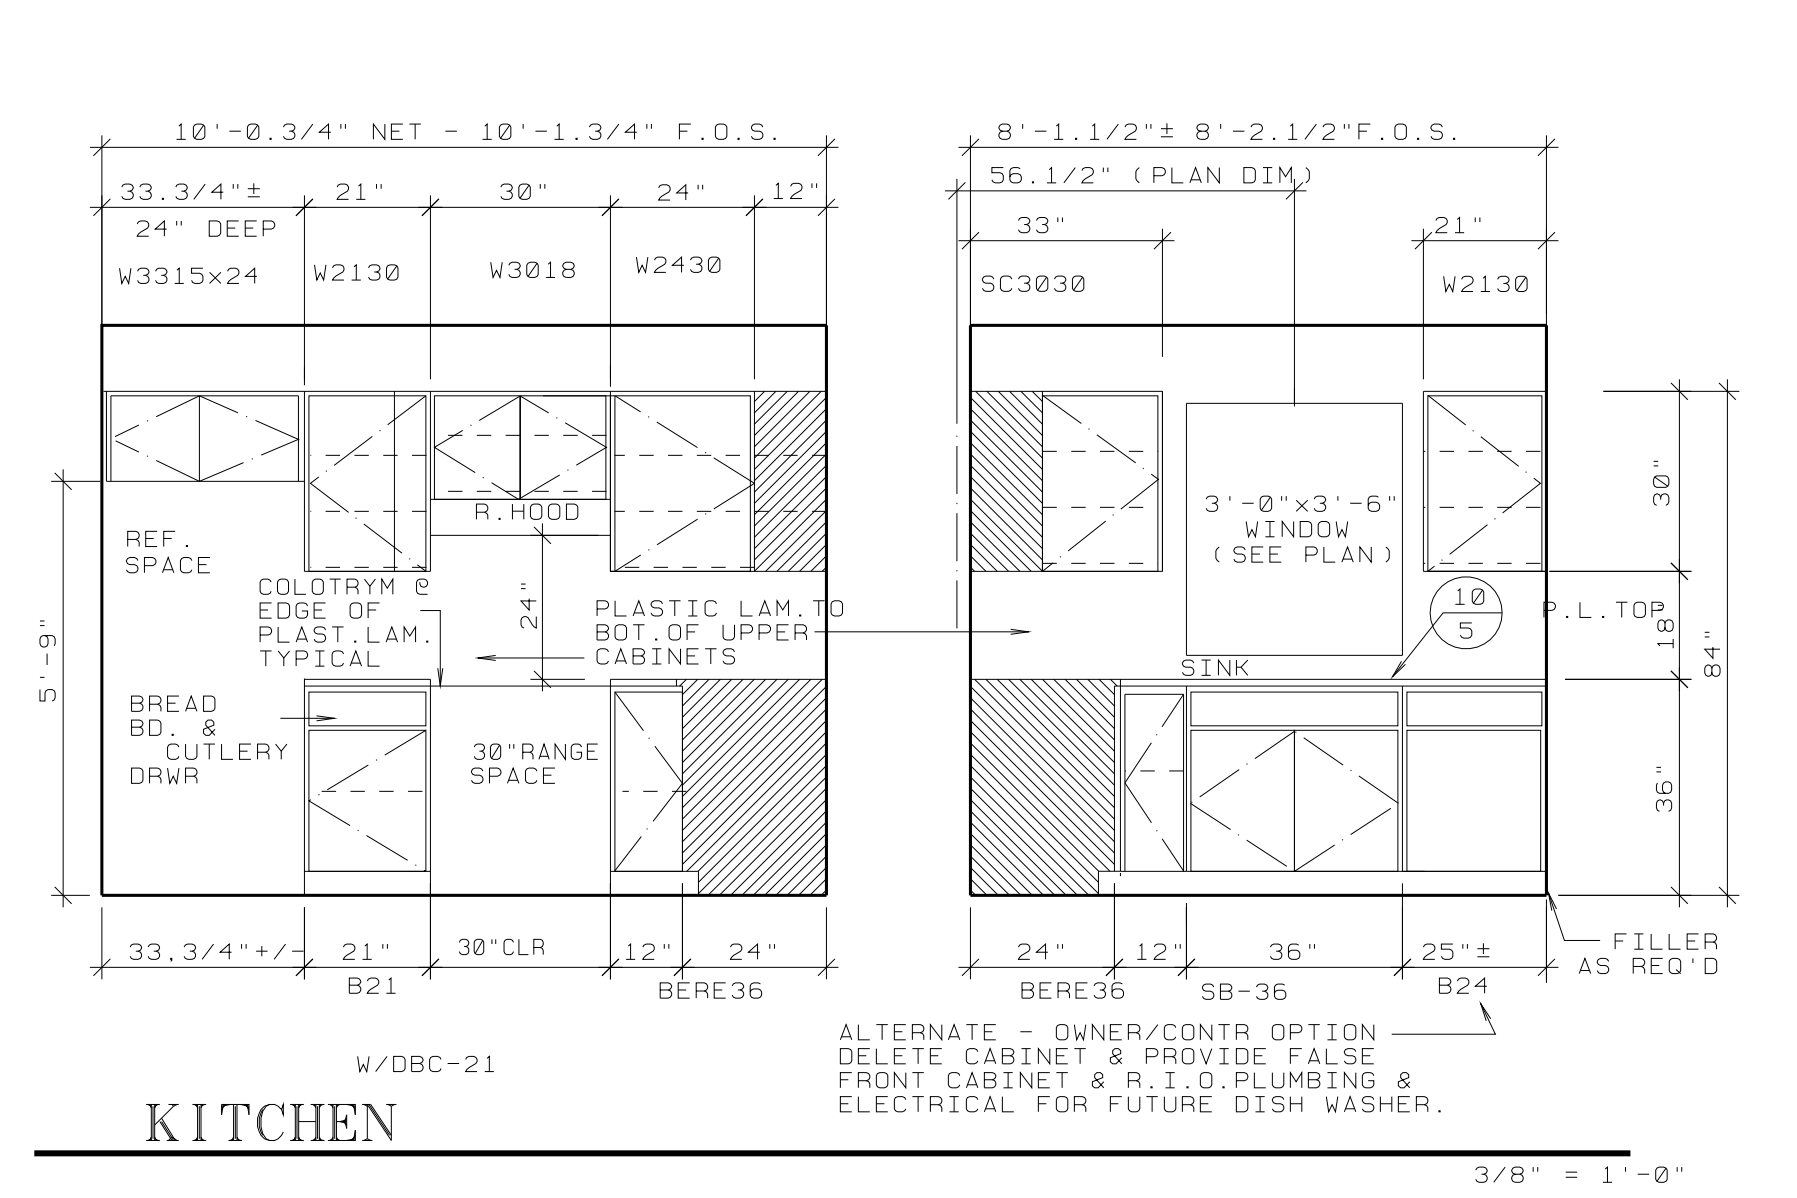 10'-0.3/4" NET - 10'-1.3/4" F.O.S.
33.3/4"± 21" 30" 24" 12"
24" DEEP
W3315x24 W2130 W3018 W2430
R.HOOD
REF.
SPACE
COLOTRYM @
EDGE OF
PLAST.LAM.
TYPICAL
24"
PLASTIC LAM.TO
BOT.OF UPPER
CABINETS
5'-9"
BREAD
BD. &
CUTLERY
DRWR
30"RANGE
SPACE
33,3/4"+/- 21" 30"CLR 12" 24"
B21 BERE36
W/DBC-21
8'-1.1/2"± 8'-2.1/2"F.O.S.
56.1/2" (PLAN DIM)
33" 21"
SC3030 W2130
3'-0"x3'-6"
WINDOW
(SEE PLAN)
10
5
P.L.TOP
SINK
30"
18"
36"
84"
FILLER
AS REQ'D
24" 12" 36" 25"±
BERE36 SB-36 B24
ALTERNATE - OWNER/CONTR OPTION
DELETE CABINET & PROVIDE FALSE
FRONT CABINET & R.I.O.PLUMBING &
ELECTRICAL FOR FUTURE DISH WASHER.
KITCHEN
3/8" = 1'-0"